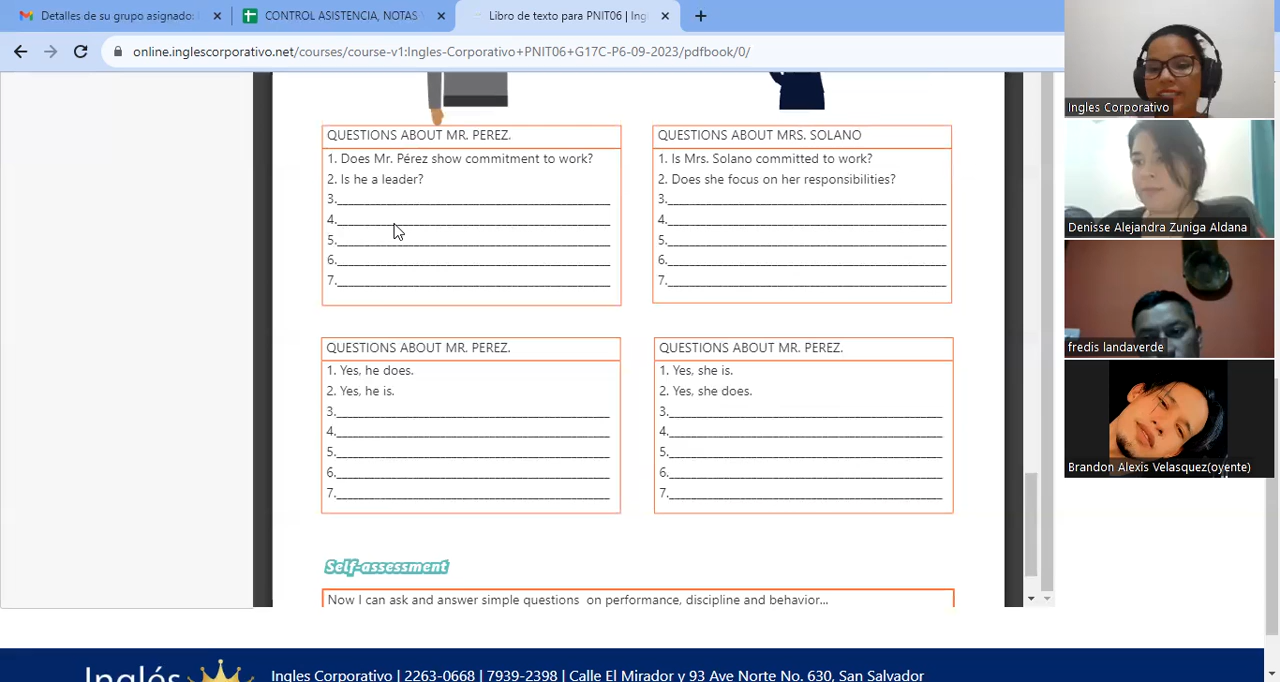 Detalles de su grupo asignado:
CONTROL ASISTENCIA, NOTAS Y
Libro de texto para PNIT06 | Ing
online.inglescorporativo.net/courses/course-v1:Ingles-Corporativo+PNIT06+G17C-P6-09-2023/pdfbook/0/
QUESTIONS ABOUT MR. PEREZ.
1. Does Mr. Pérez show commitment to work?
2. Is he a leader?
3.
4.
5.
6.
7.
QUESTIONS ABOUT MRS. SOLANO
1. Is Mrs. Solano committed to work?
2. Does she focus on her responsibilities?
3.
4.
5.
6.
7.
QUESTIONS ABOUT MR. PEREZ.
1. Yes, he does.
2. Yes, he is.
3.
4.
5.
6.
7.
QUESTIONS ABOUT MR. PEREZ.
1. Yes, she is.
2. Yes, she does.
3.
4.
5.
6.
7.
Self-assessment
Now I can ask and answer simple questions on performance, discipline and behavior...
Inglés
Ingles Corporativo | 2263-0668 | 7939-2398 | Calle El Mirador y 93 Ave Norte No. 630, San Salvador
Ingles Corporativo
Denisse Alejandra Zuniga Aldana
fredis landaverde
Brandon Alexis Velasquez(oyente)